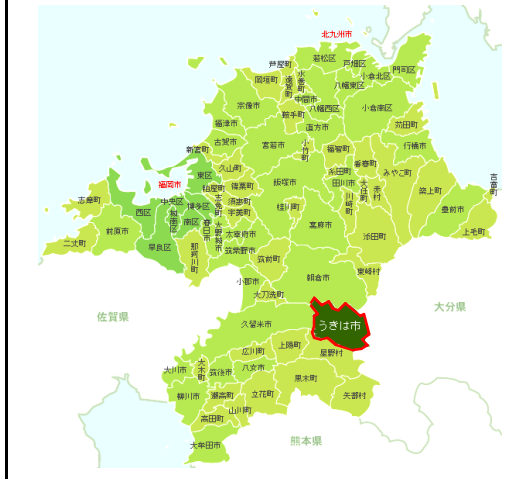 北九州市
芦屋町
若松区
戸畑区
門司区
岡垣町
遠賀町
水巻町
小倉北区
八幡東区
中間市
八幡西区
小倉南区
宗像市
鞍手町
福津市
直方市
苅田町
古賀市
宮若市
小竹町
福智町
行橋市
新宮町
香春町
久山町
糸田町
みやこ町
吉富町
福岡市
東区
粕屋町
篠栗町
飯塚市
田川市
大任町
赤村
築上町
志摩町
中央区
志免町
須恵町
川崎町
豊前市
西区
城南区
博多区
宇美町
桂川町
二丈町
前原市
南区
春日市
大野城市
太宰府市
嘉麻市
添田町
上毛町
早良区
那珂川町
筑紫野市
筑前町
東峰村
小郡市
朝倉市
大刀洗町
大分県
佐賀県
久留米市
うきは市
広川町
上陽町
星野村
大川市
大木町
筑後市
八女市
黒木町
柳川市
瀬高町
立花町
矢部村
山川町
高田町
大牟田市
熊本県